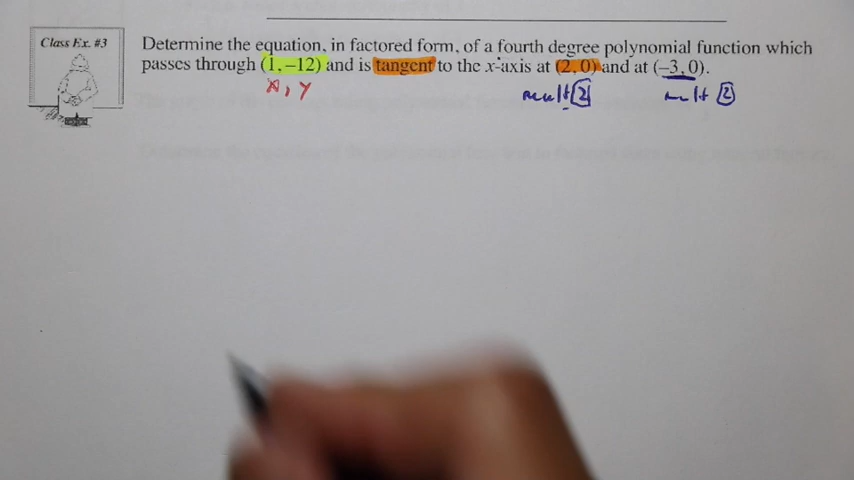 Class Ex. #3
Determine the equation, in factored form, of a fourth degree polynomial function which
passes through (1,−12) and is tangent to the x-axis at (2,0) and at (−3,0).
x, y
mult 2
mult 2